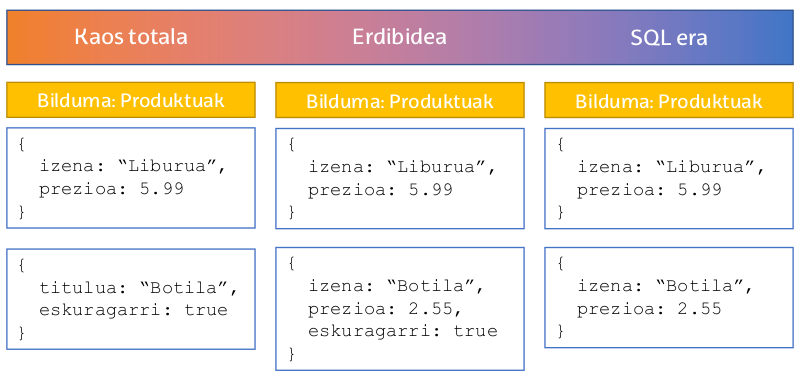 Kaos totala
Erdibidea
SQL era
Bilduma: Produktuak
{
izena: “Liburua”,
prezioa: 5.99
}
{
titulua: “Botila”,
eskuragarri: true
}
Bilduma: Produktuak
{
izena: “Liburua”,
prezioa: 5.99
}
{
izena: “Botila”,
prezioa: 2.55,
eskuragarri: true
}
Bilduma: Produktuak
{
izena: “Liburua”,
prezioa: 5.99
}
{
izena: “Botila”,
prezioa: 2.55
}